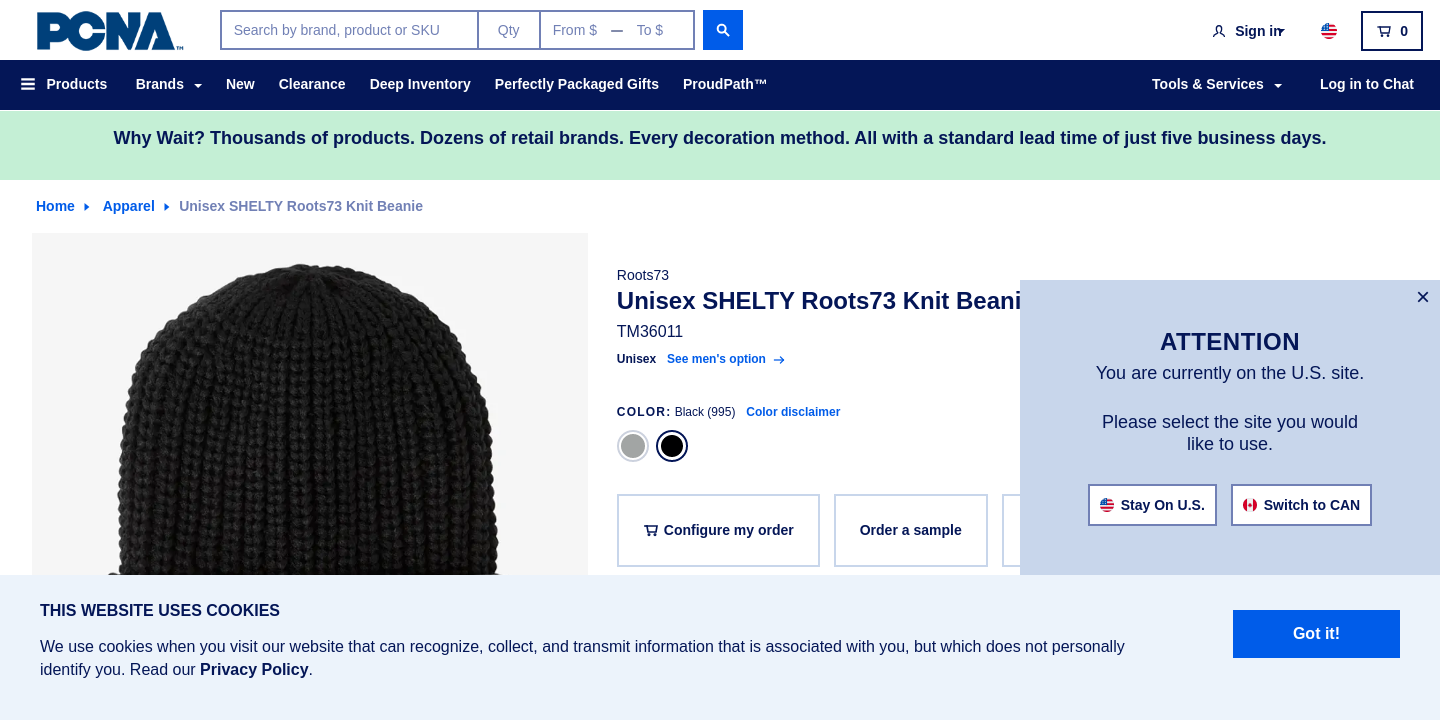 PCNA™
Search by brand, product or SKU
Qty
From $
To $
Sign in
0
Products
Brands
New
Clearance
Deep Inventory
Perfectly Packaged Gifts
ProudPath™
Tools & Services
Log in to Chat
Why Wait? Thousands of products. Dozens of retail brands. Every decoration method. All with a standard lead time of just five business days.
Home
Apparel
Unisex SHELTY Roots73 Knit Beanie
Roots73
Unisex SHELTY Roots73 Knit Beani
TM36011
Unisex See men's option
COLOR: Black (995) Color disclaimer
Configure my order
Order a sample
ATTENTION
You are currently on the U.S. site.
Please select the site you would
like to use.
Stay On U.S.
Switch to CAN
THIS WEBSITE USES COOKIES
We use cookies when you visit our website that can recognize, collect, and transmit information that is associated with you, but which does not personally
identify you. Read our Privacy Policy.
Got it!